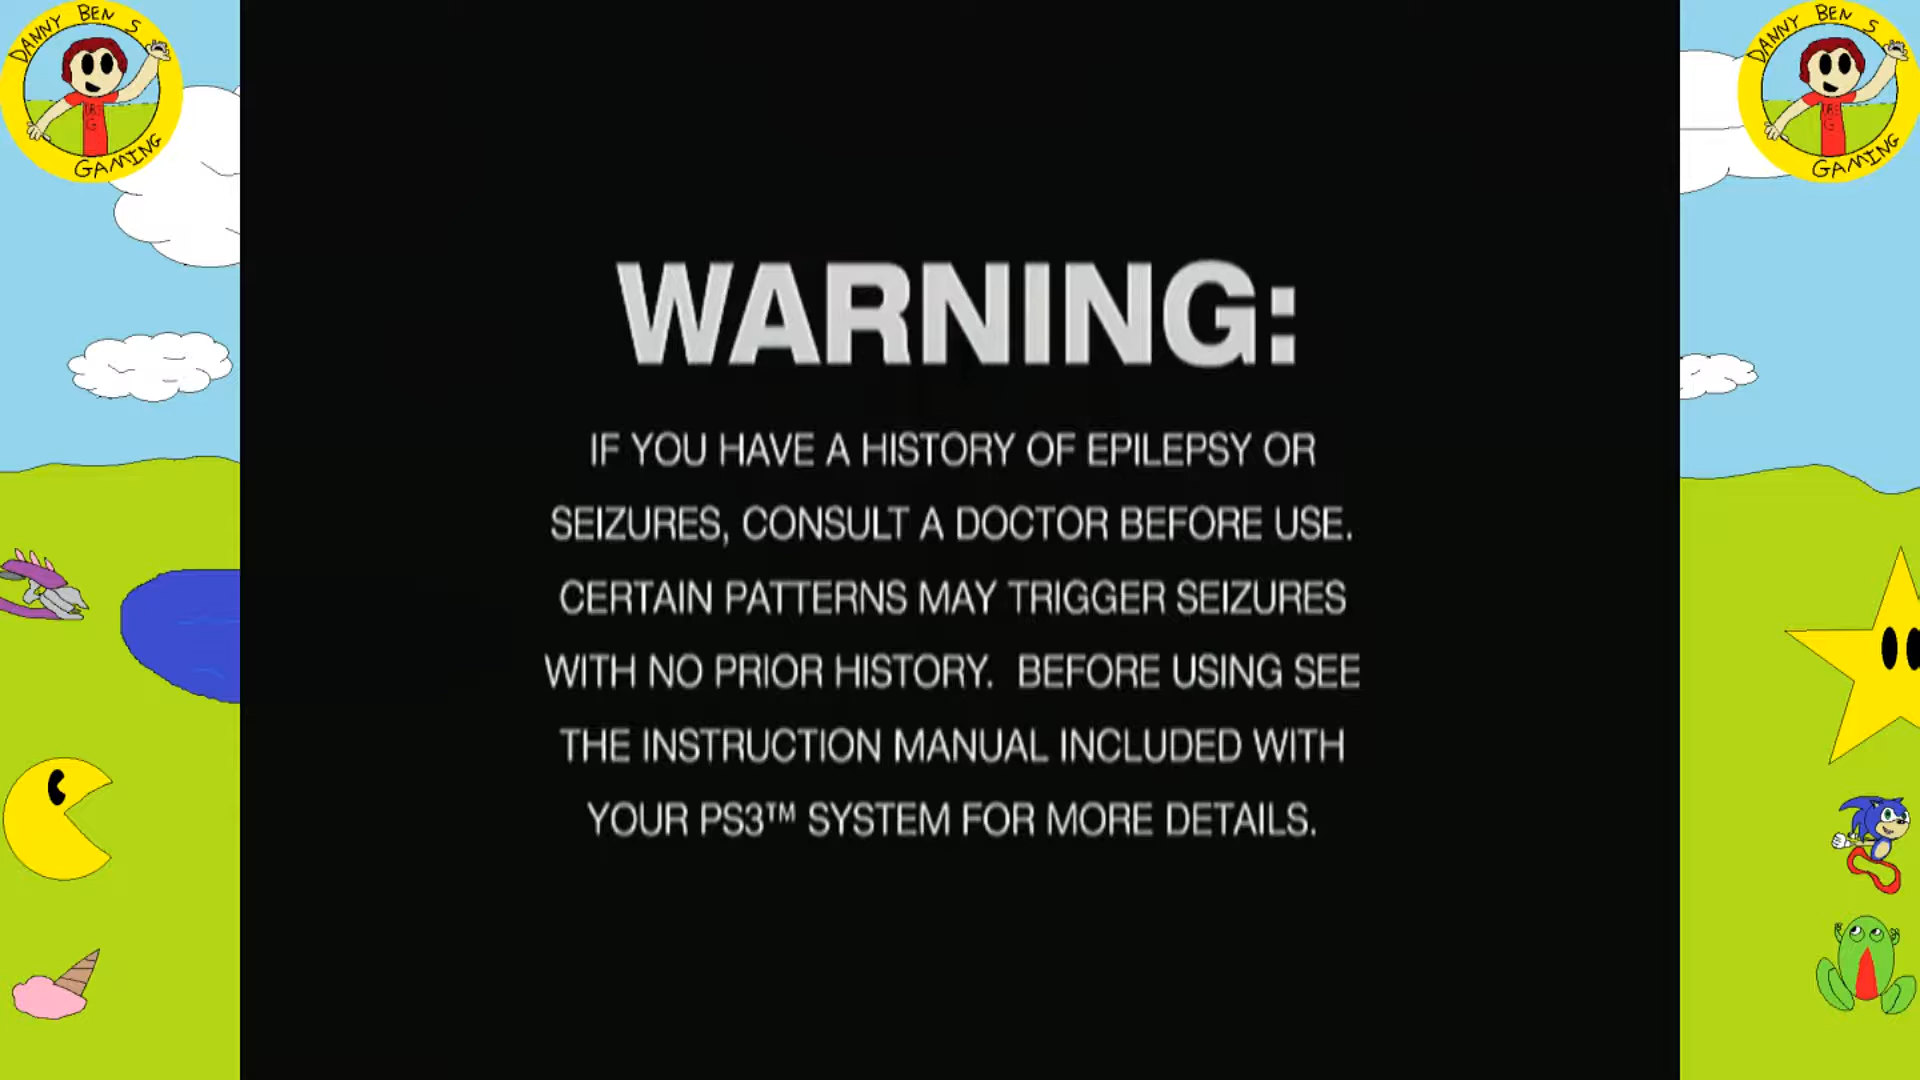 DANNY BEN S
GAMING
DANNY BEN S
GAMING
WARNING:
IF YOU HAVE A HISTORY OF EPILEPSY OR
SEIZURES, CONSULT A DOCTOR BEFORE USE.
CERTAIN PATTERNS MAY TRIGGER SEIZURES
WITH NO PRIOR HISTORY. BEFORE USING SEE
THE INSTRUCTION MANUAL INCLUDED WITH
YOUR PS3™ SYSTEM FOR MORE DETAILS.